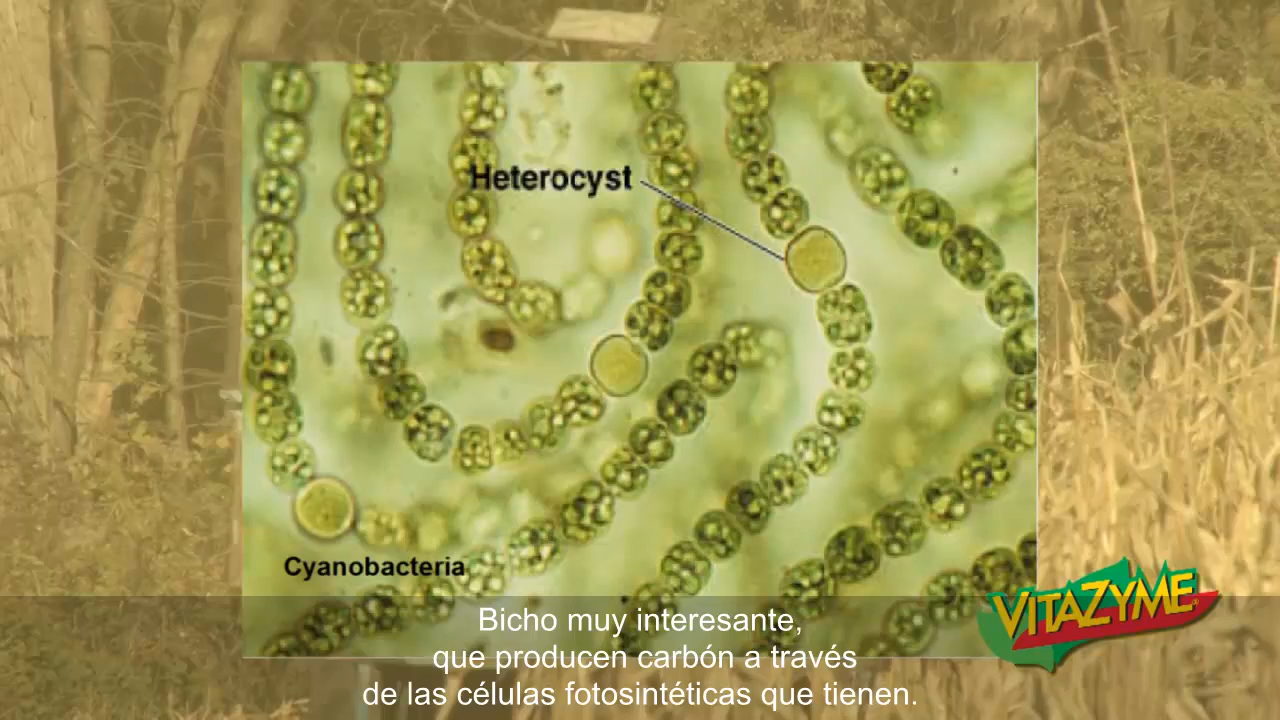 Heterocyst
Cyanobacteria
VITAZYME
Bicho muy interesante,
que producen carbón a través
de las células fotosintéticas que tienen.